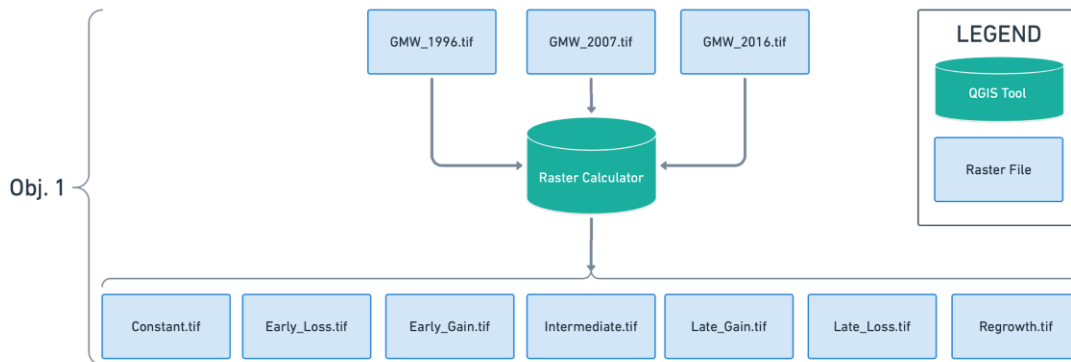 GMW_1996.tif
GMW_2007.tif
GMW_2016.tif
LEGEND
QGIS Tool
Raster File
Raster Calculator
Obj. 1
Constant.tif
Early_Loss.tif
Early_Gain.tif
Intermediate.tif
Late_Gain.tif
Late_Loss.tif
Regrowth.tif